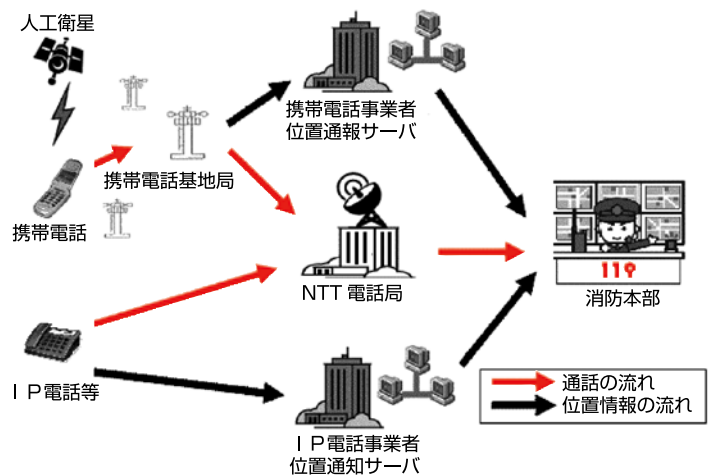 人工衛星
携帯電話事業者
位置通報サーバ
携帯電話基地局
携帯電話
NTT 電話局
119
消防本部
ＩＰ電話等
ＩＰ電話事業者
位置通知サーバ
通話の流れ
位置情報の流れ